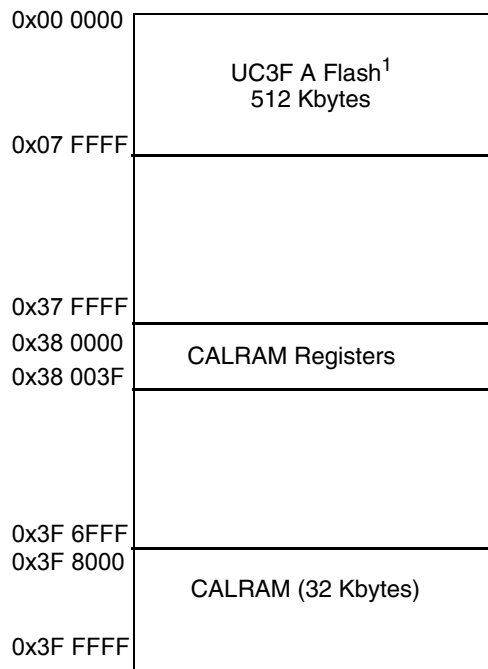 0x00 0000
UC3F A Flash1
512 Kbytes
0x07 FFFF
0x37 FFFF
0x38 0000
CALRAM Registers
0x38 003F
0x3F 6FFF
0x3F 8000
CALRAM (32 Kbytes)
0x3F FFFF